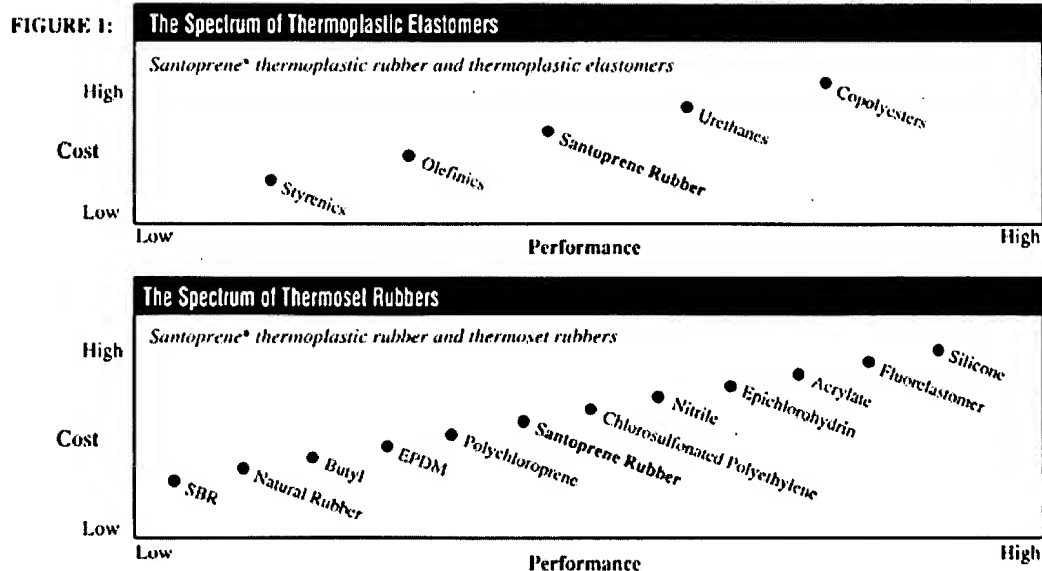 FIGURE 1:
The Spectrum of Thermoplastic Elastomers
Santoprene* thermoplastic rubber and thermoplastic elastomers
High
Cost
Low
Styrenics
Olefinics
Santoprene Rubber
Urethanes
Copolyesters
Low
Performance
High
The Spectrum of Thermoset Rubbers
Santoprene* thermoplastic rubber and thermoset rubbers
High
Cost
Low
SBR
Natural Rubber
Butyl
EPDM
Polychloroprene
Santoprene Rubber
Chlorosulfonated Polyethylene
Nitrile
Epichlorohydrin
Acrylate
Fluorelastomer
Silicone
Low
Performance
High